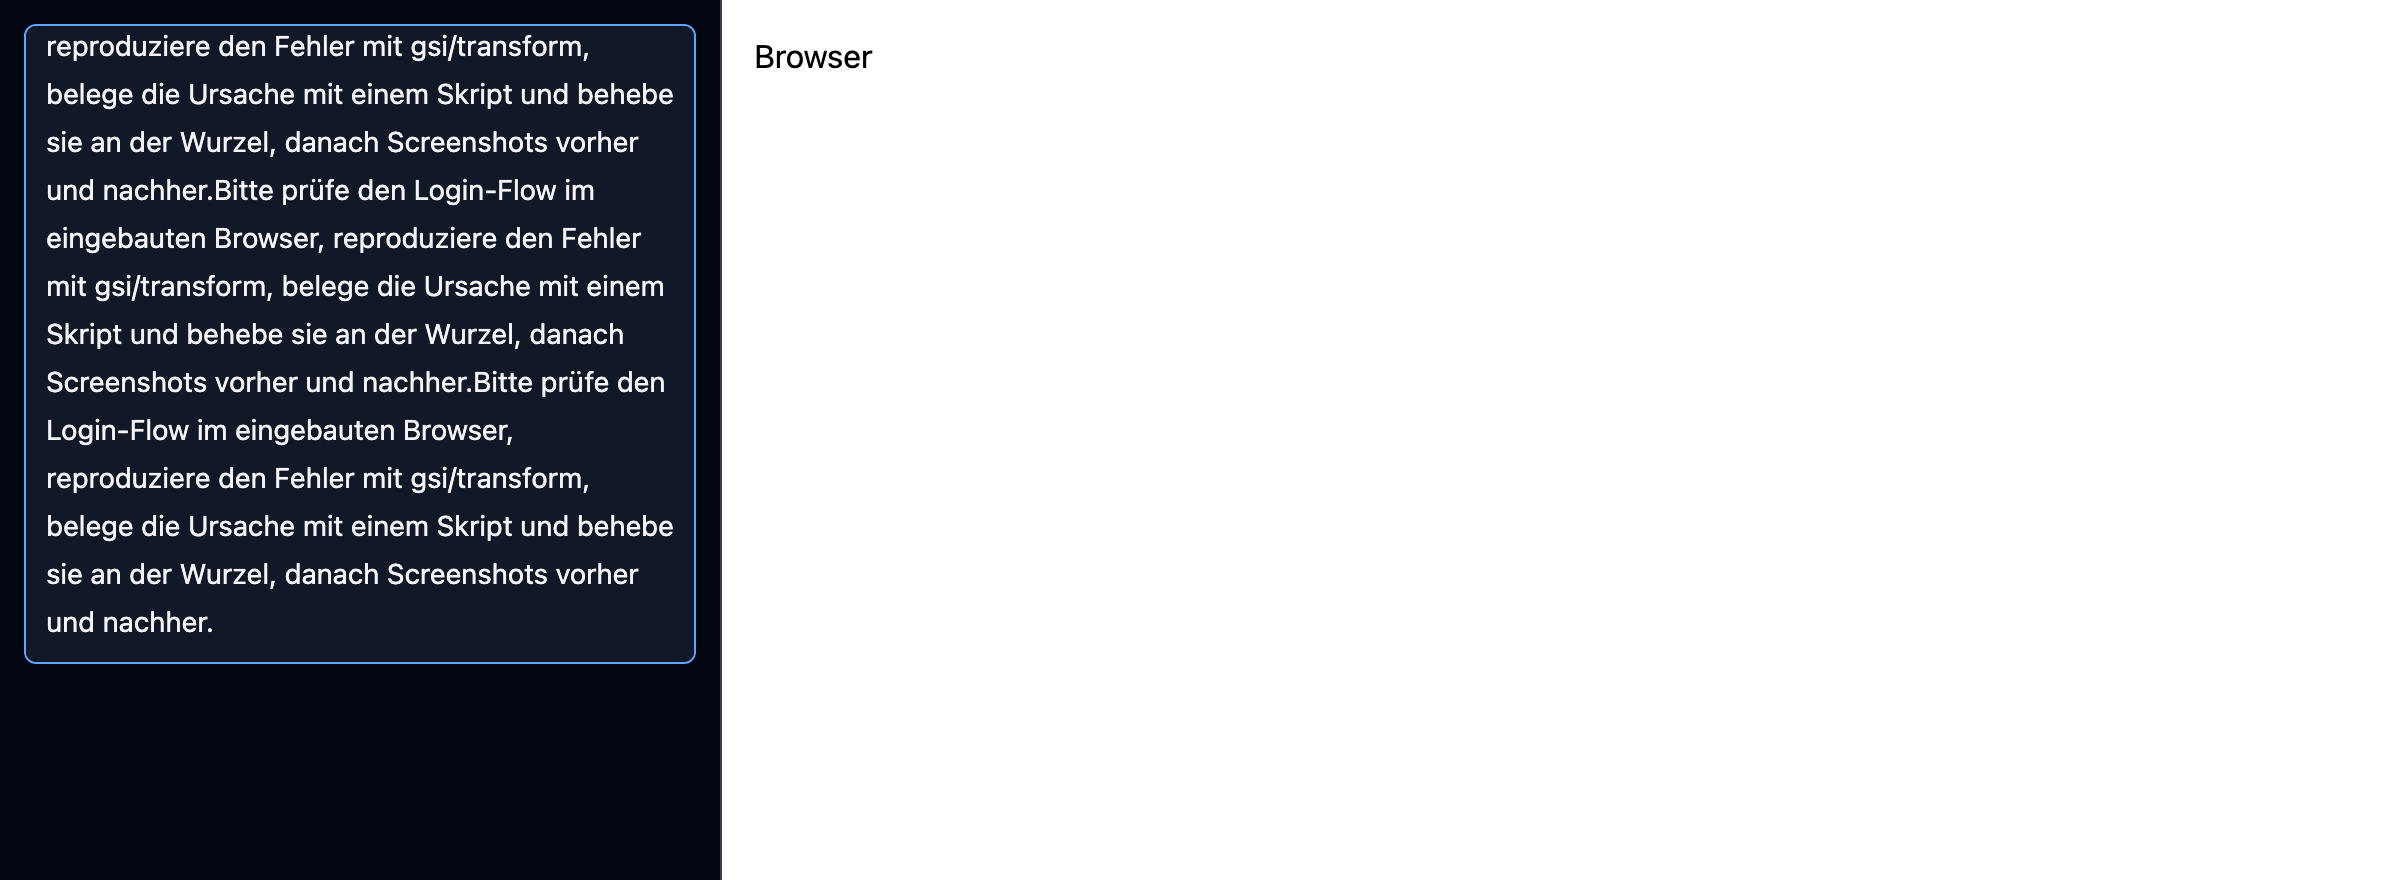 reproduziere den Fehler mit gsi/transform,
belege die Ursache mit einem Skript und behebe
sie an der Wurzel, danach Screenshots vorher
und nachher.Bitte prüfe den Login-Flow im
eingebauten Browser, reproduziere den Fehler
mit gsi/transform, belege die Ursache mit einem
Skript und behebe sie an der Wurzel, danach
Screenshots vorher und nachher.Bitte prüfe den
Login-Flow im eingebauten Browser,
reproduziere den Fehler mit gsi/transform,
belege die Ursache mit einem Skript und behebe
sie an der Wurzel, danach Screenshots vorher
und nachher.
Browser